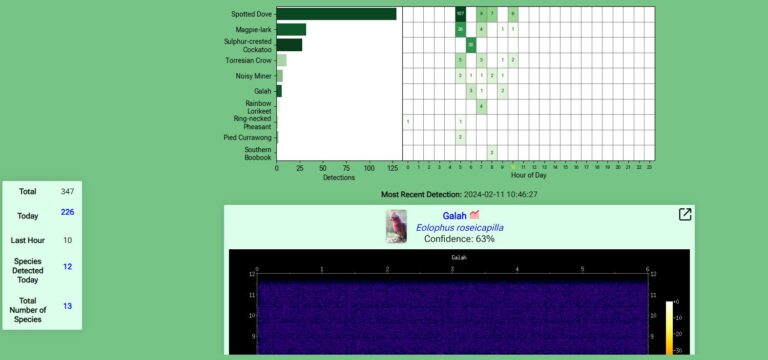 Spotted Dove 107 9 7 6
Magpie-lark 26 4 1 1
Sulphur-crested
Cockatoo 28
Torresian Crow 5 3 1 2
Noisy Miner 2 1 1 2 1
Galah 3 1 2
Rainbow
Lorikeet 4
Ring-necked
Pheasant 1 1
Pied Currawong 2
Southern
Boobook 2
0 25 50 75 100 125
Detections
0 1 2 3 4 5 6 7 8 9 10 11 12 13 14 15 16 17 18 19 20 21 22 23
Hour of Day
Total 347
Today 226
Last Hour 10
Species
Detected
Today 12
Total
Number of
Species 13
Most Recent Detection: 2024-02-11 10:46:27
Galah
Eolophus roseicapilla
Confidence: 63%
Galah
0 1 2 3 4 5 6
12 12
11 11
10 10
9 9
+0
-10
-20
-30